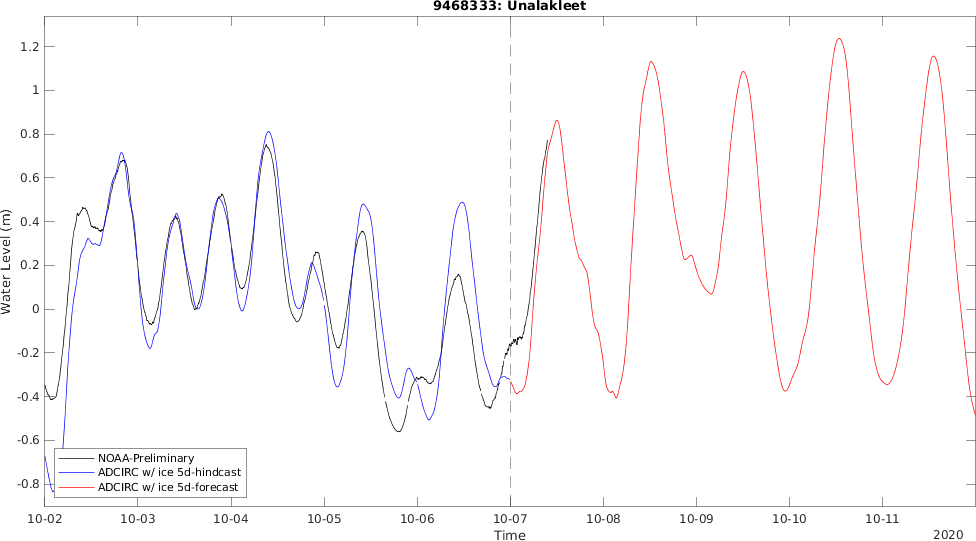 9468333: Unalakleet
Water Level (m)
1.2
1
0.8
0.6
0.4
0.2
0
-0.2
-0.4
-0.6
-0.8
NOAA-Preliminary
ADCIRC w/ ice 5d-hindcast
ADCIRC w/ ice 5d-forecast
10-02 10-03 10-04 10-05 10-06 10-07 10-08 10-09 10-10 10-11
Time
2020